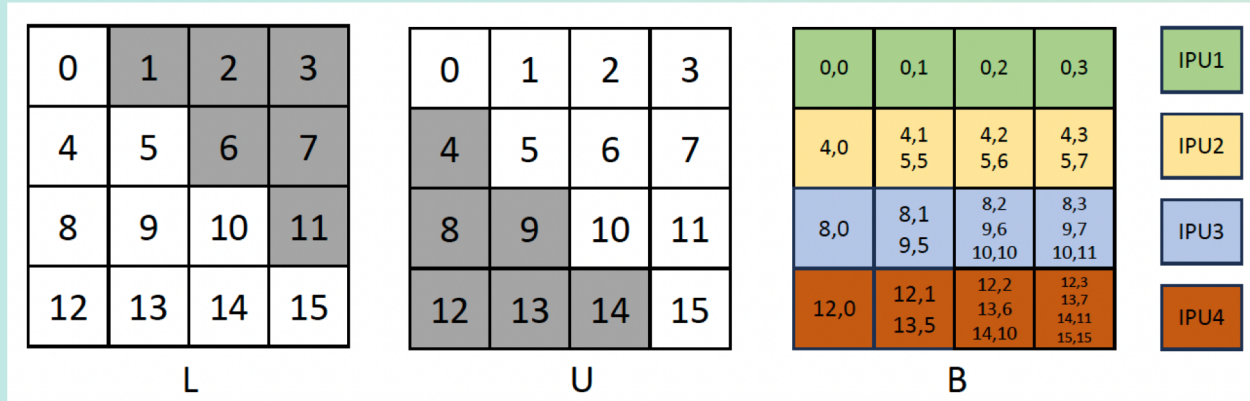 0 1 2 3
4 5 6 7
8 9 10 11
12 13 14 15
L
0 1 2 3
4 5 6 7
8 9 10 11
12 13 14 15
U
0,0 0,1 0,2 0,3
4,0
4,1
5,5
4,2
5,6
4,3
5,7
8,0
8,1
9,5
8,2
9,6
10,10
8,3
9,7
10,11
12,0
12,1
13,5
12,2
13,6
14,10
12,3
13,7
14,11
15,15
B
IPU1
IPU2
IPU3
IPU4